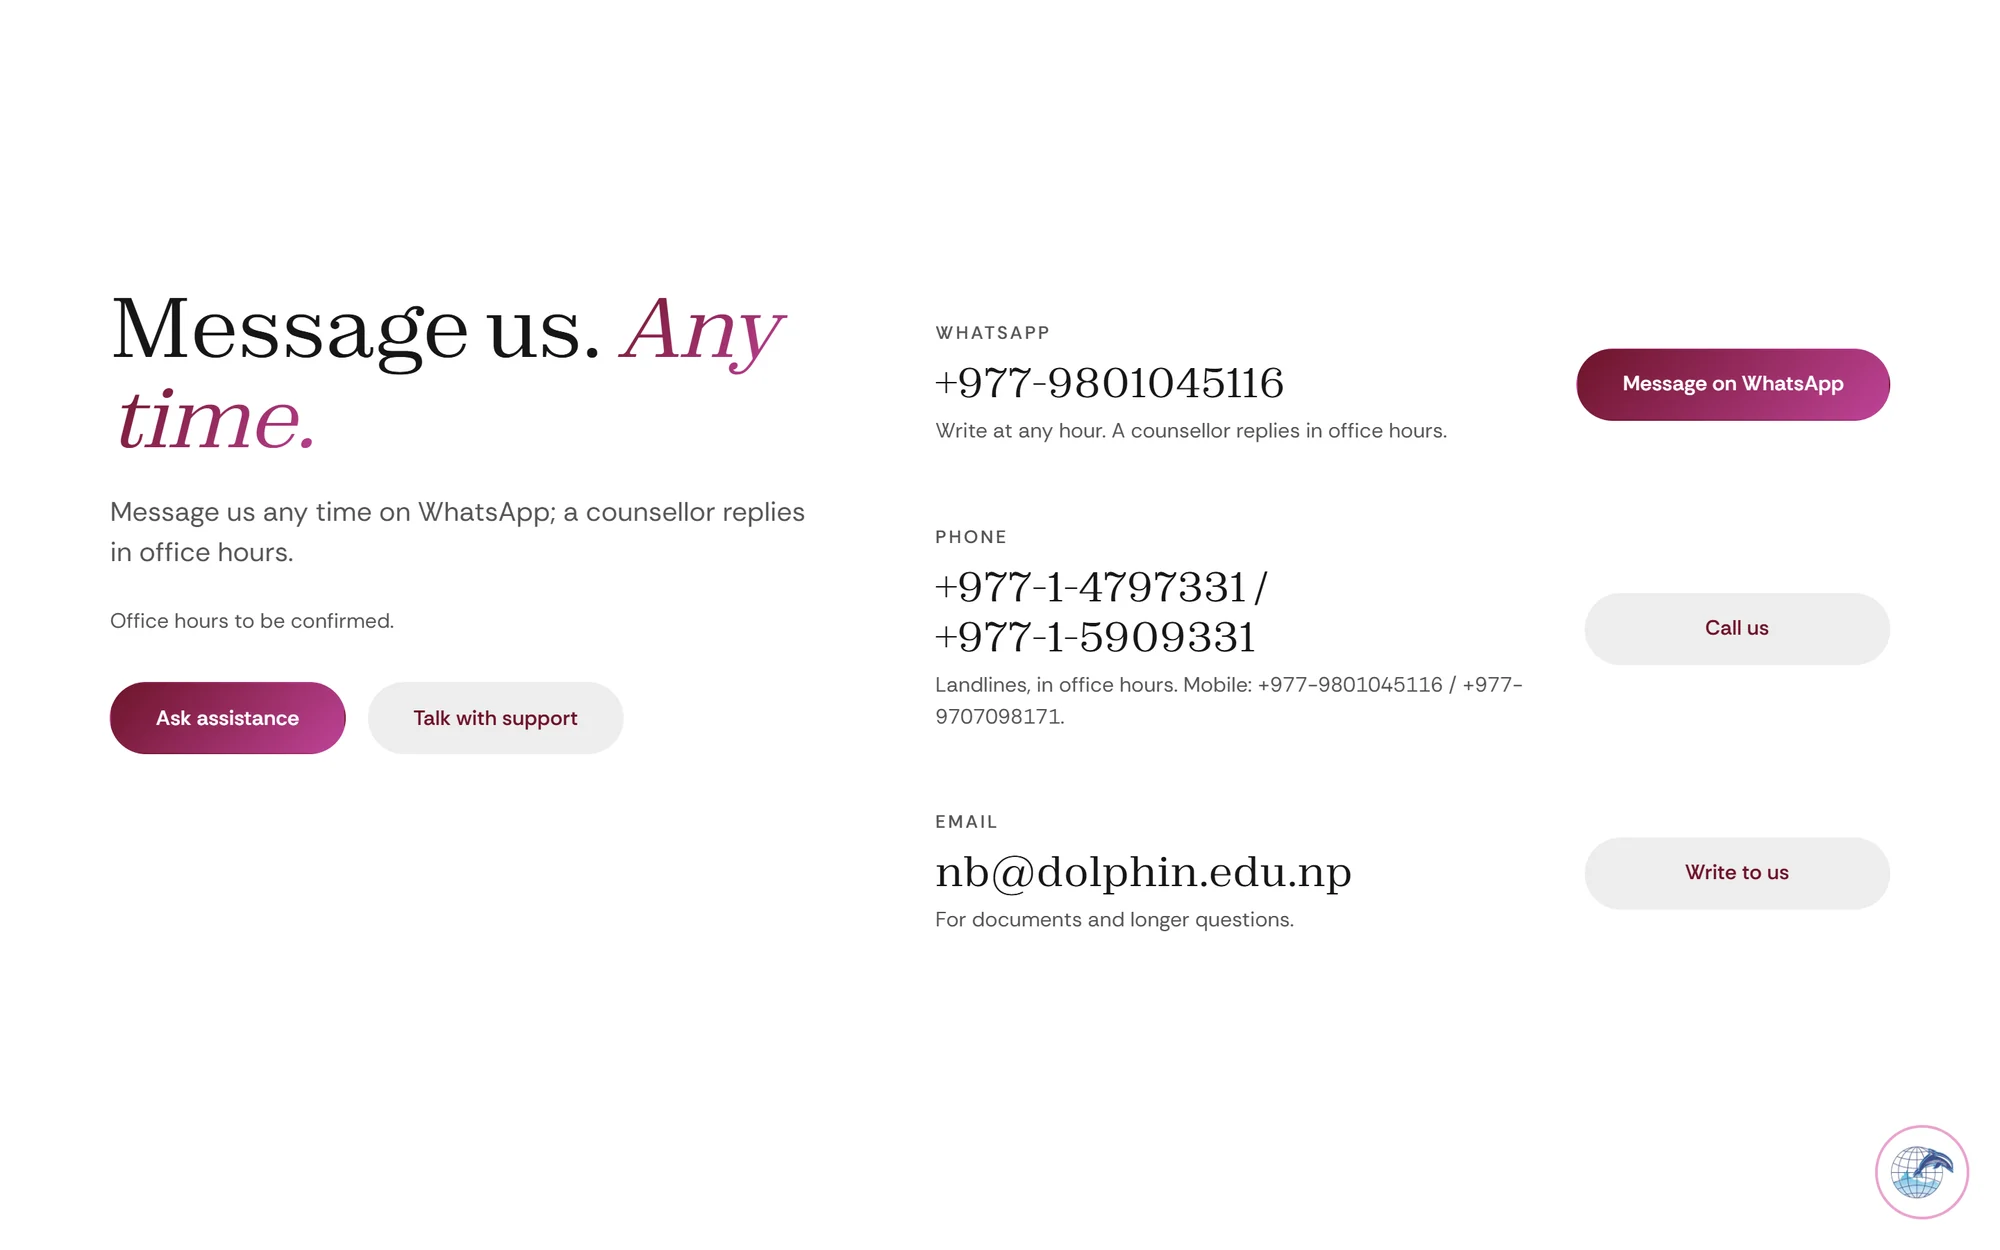 Message us. Any
time.
Message us any time on WhatsApp; a counsellor replies
in office hours.
Office hours to be confirmed.
Ask assistance
Talk with support
WHATSAPP
+977-9801045116
Write at any hour. A counsellor replies in office hours.
Message on WhatsApp
PHONE
+977-1-4797331 /
+977-1-5909331
Landlines, in office hours. Mobile: +977-9801045116 / +977-
9707098171.
Call us
EMAIL
nb@dolphin.edu.np
For documents and longer questions.
Write to us